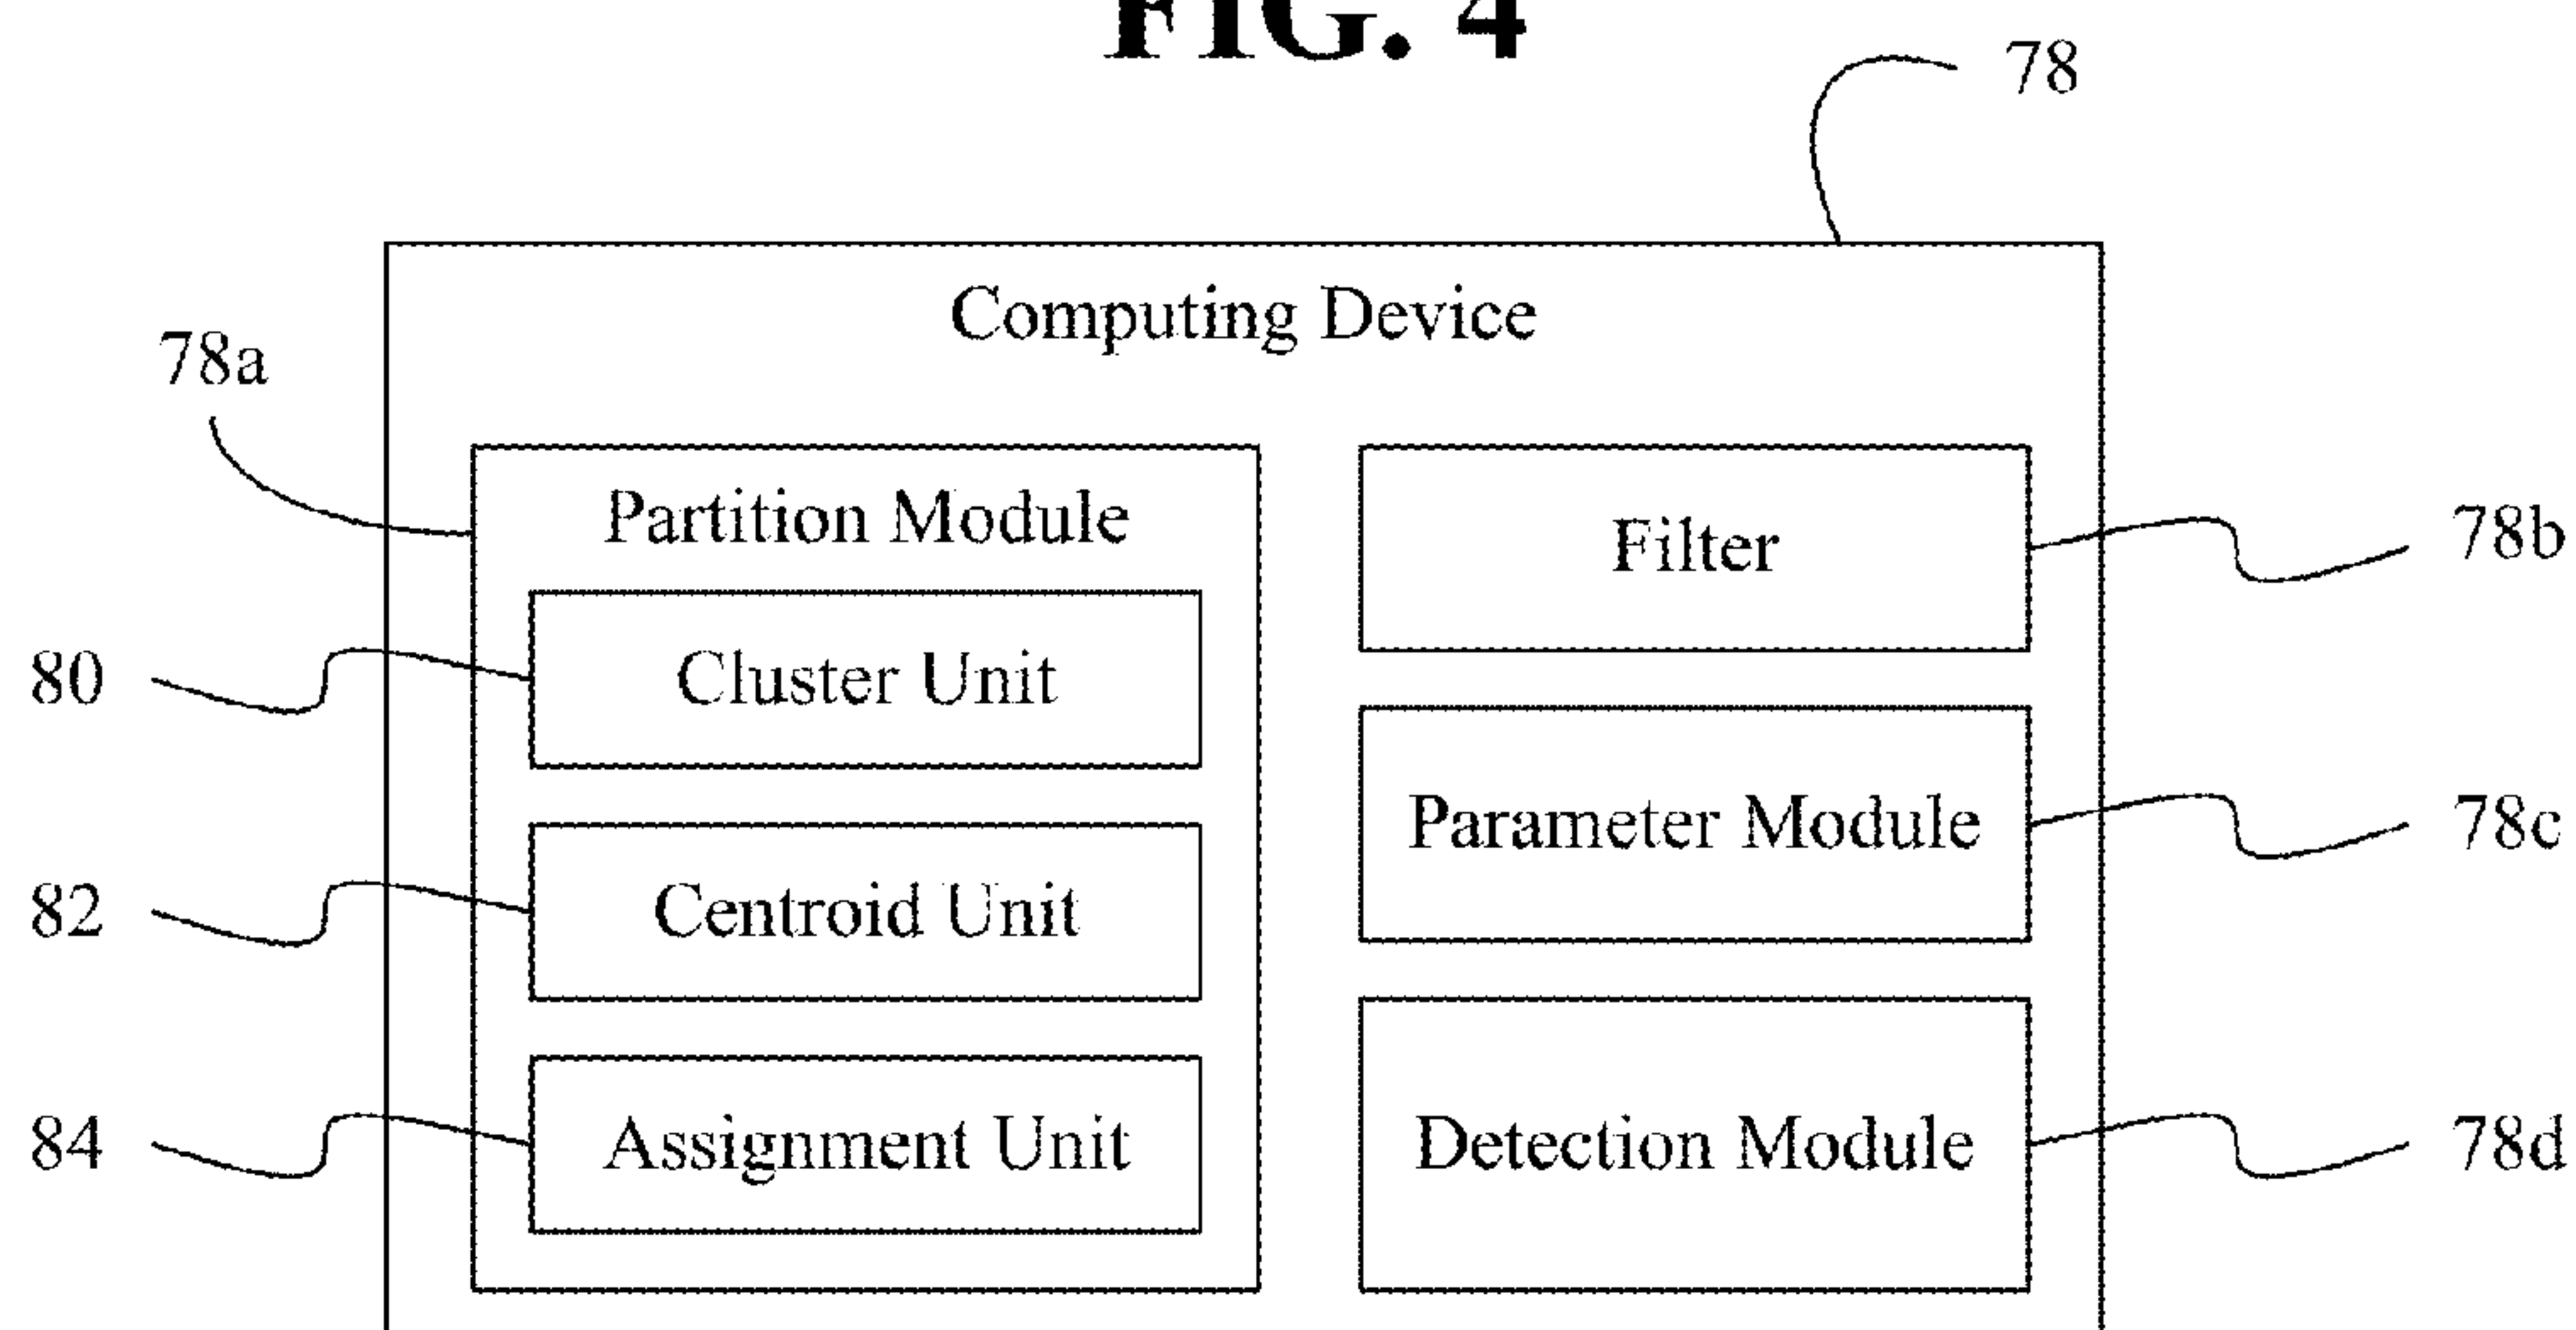 FIG. 4
78
Computing Device
78a
Partition Module
Filter
78b
80
Cluster Unit
Parameter Module
78c
82
Centroid Unit
84
Assignment Unit
Detection Module
78d